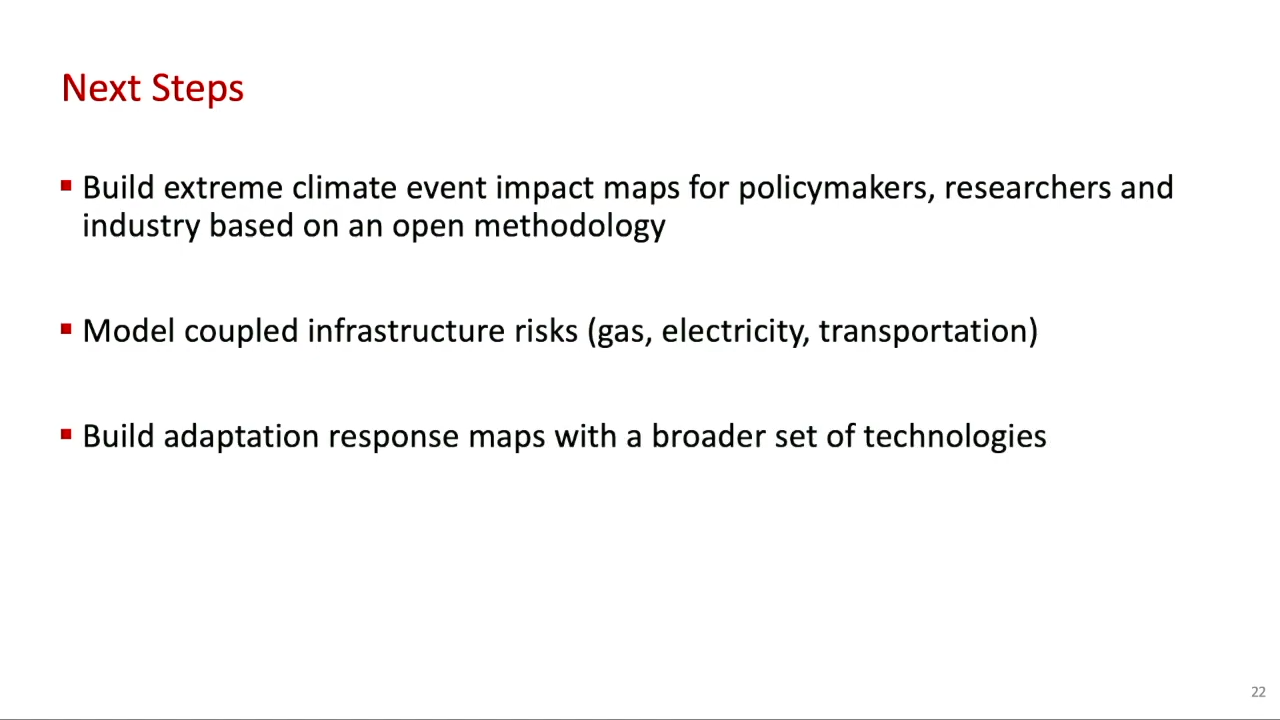 Next Steps
▪ Build extreme climate event impact maps for policymakers, researchers and
industry based on an open methodology
▪ Model coupled infrastructure risks (gas, electricity, transportation)
▪ Build adaptation response maps with a broader set of technologies
22